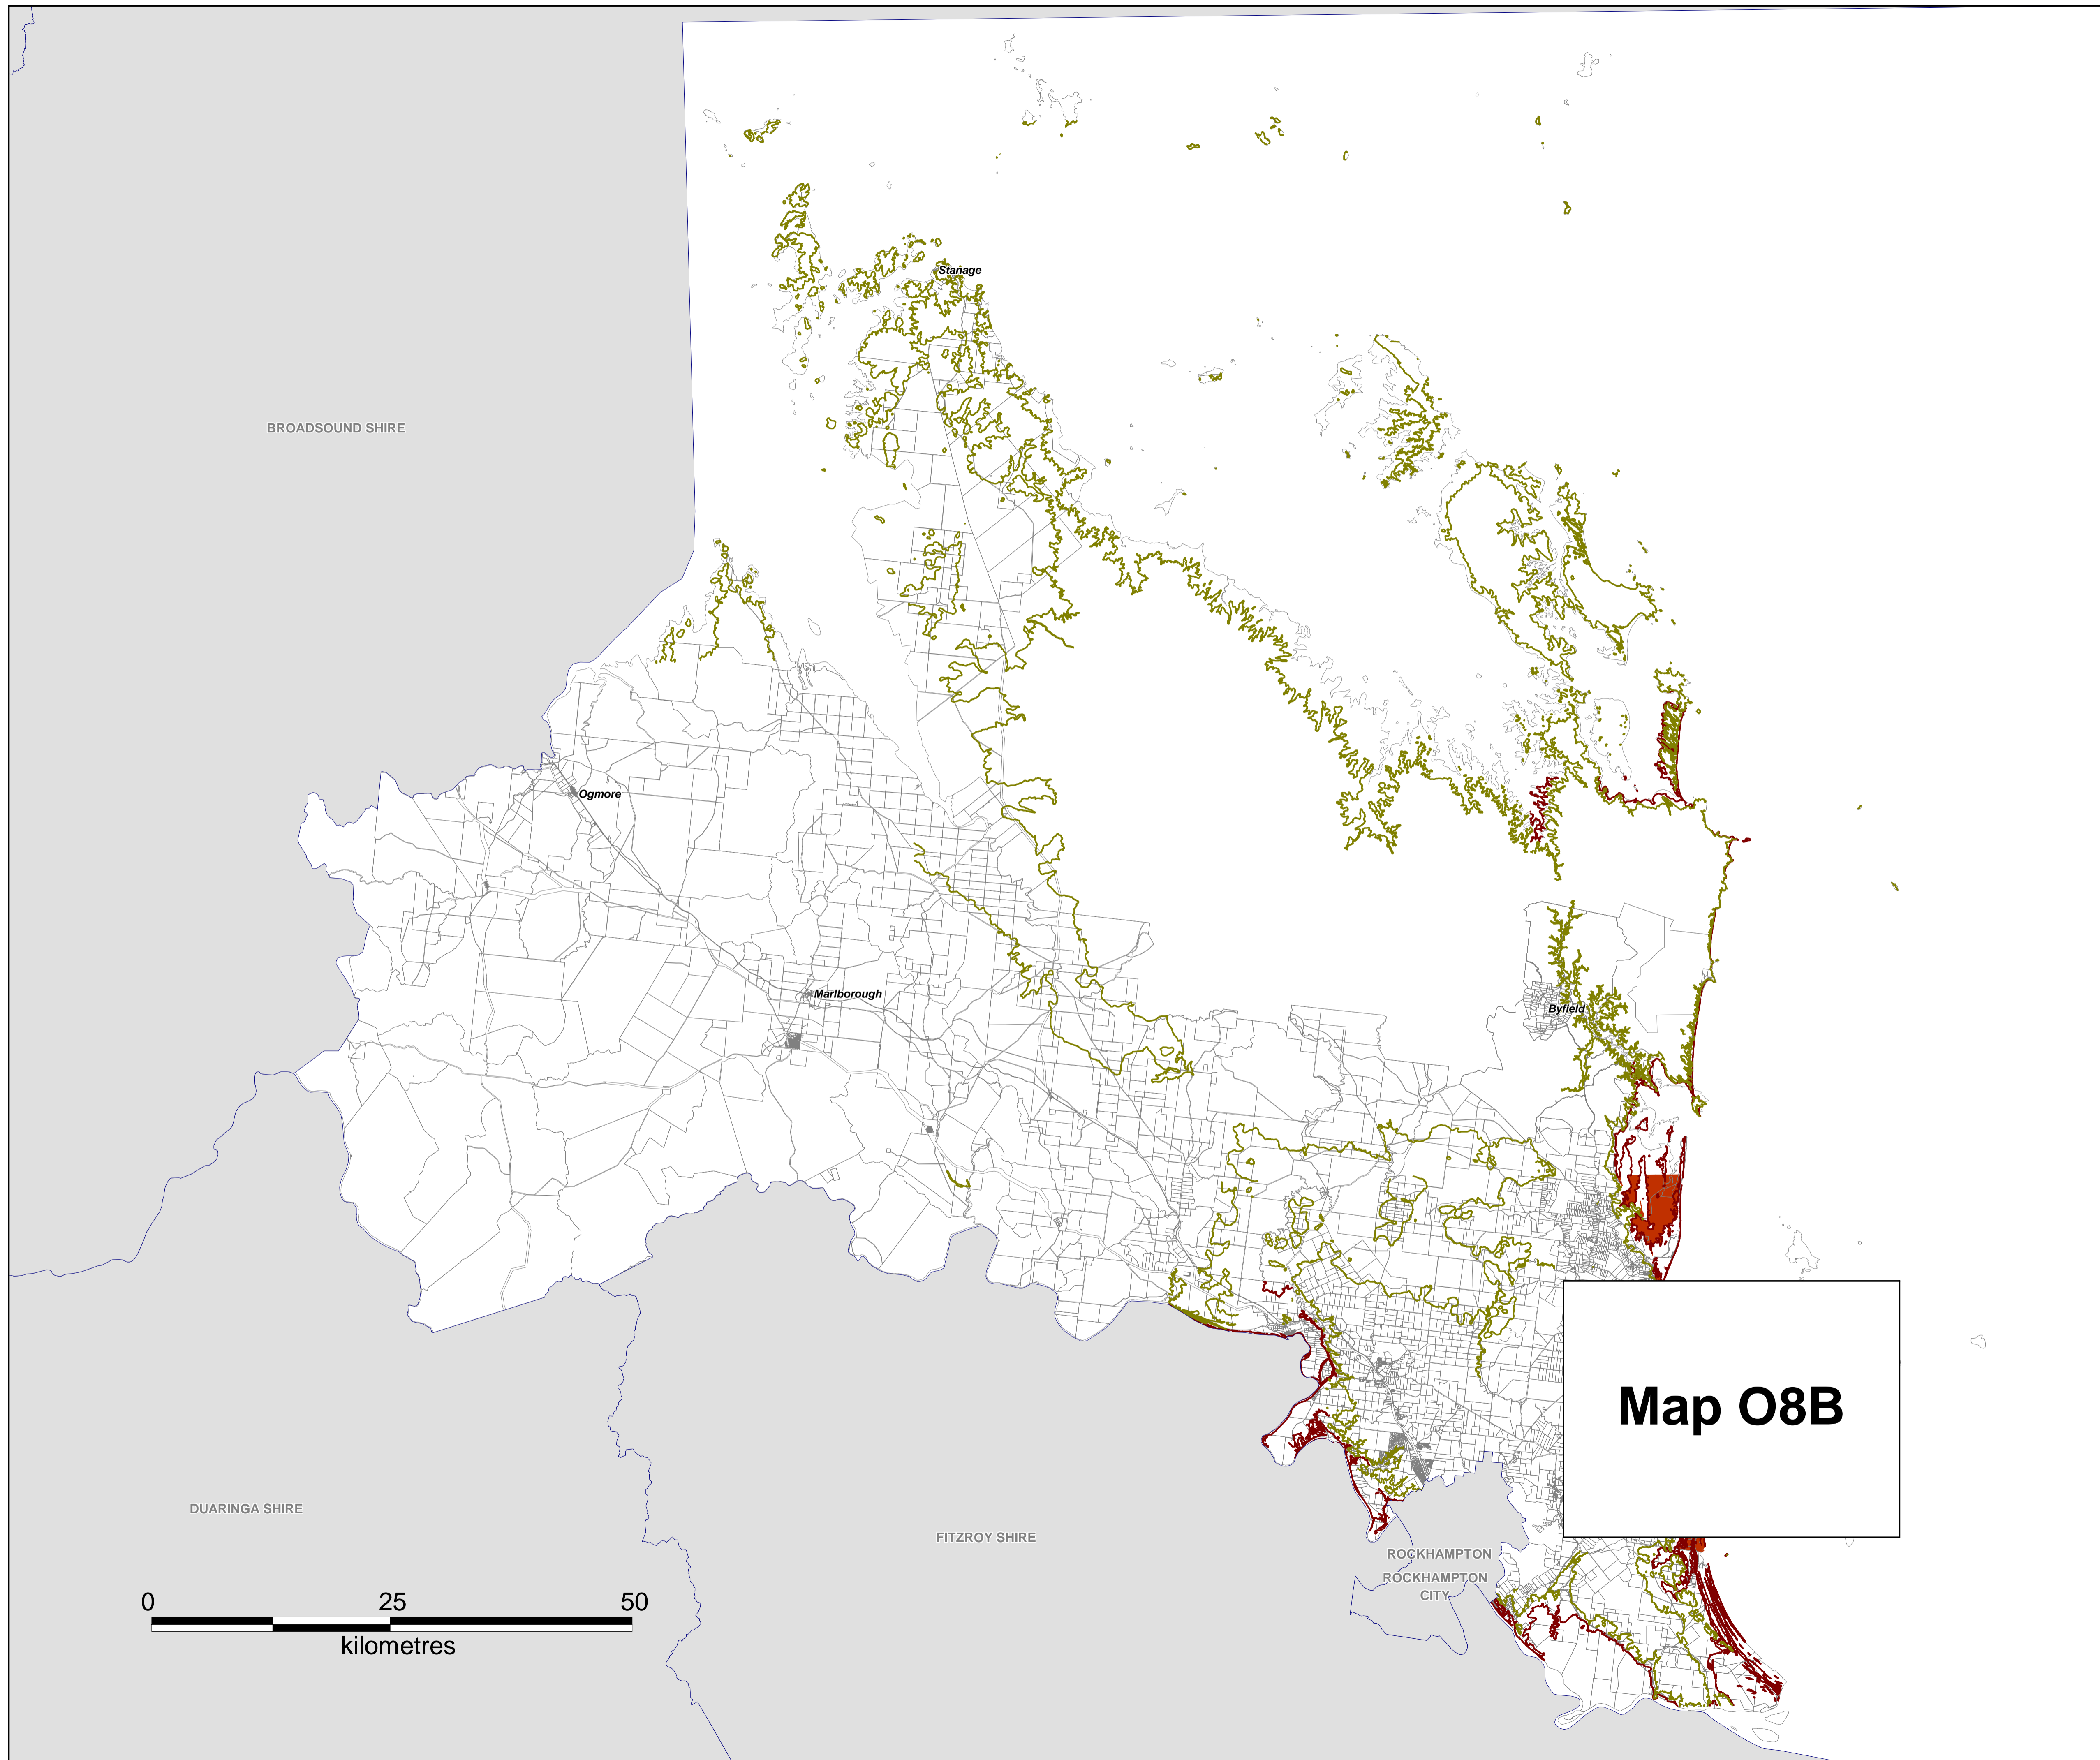 Stanage
BROADSOUND SHIRE
Ogmore
Marlborough
Byfield
Map O8B
DUARINGA SHIRE
FITZROY SHIRE
ROCKHAMPTON
ROCKHAMPTON
CITY
0 25 50
kilometres